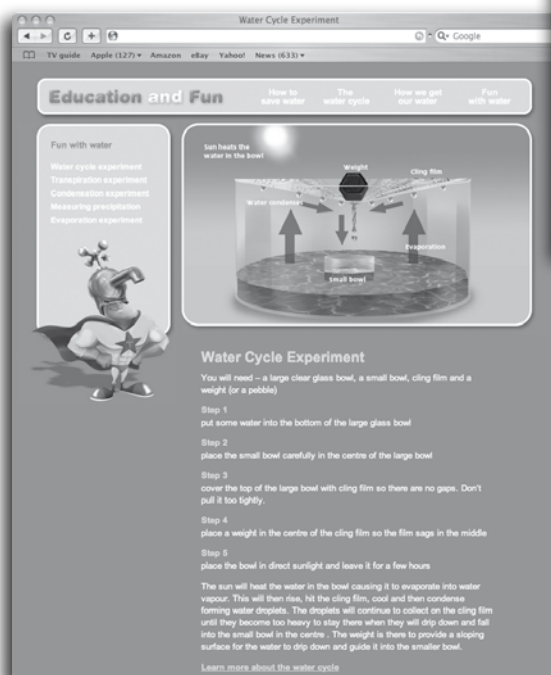 Water Cycle Experiment
Google
TV guide Apple (127) Amazon eBay Yahoo! News (633)
Education and Fun
How to
save water
The
water cycle
How we get
our water
Fun
with water
Fun with water
Water cycle experiment
Transpiration experiment
Condensation experiment
Measuring precipitation
Evaporation experiment
Sun heats the
water in the bowl
Weight
Cling film
Water condenses
Evaporation
Small bowl
Water Cycle Experiment
You will need – a large clear glass bowl, a small bowl, cling film and a
weight (or a pebble)
Step 1
put some water into the bottom of the large glass bowl
Step 2
place the small bowl carefully in the centre of the large bowl
Step 3
cover the top of the large bowl with cling film so there are no gaps. Don't
pull it too tightly.
Step 4
place a weight in the centre of the cling film so the film sags in the middle
Step 5
place the bowl in direct sunlight and leave it for a few hours
The sun will heat the water in the bowl causing it to evaporate into water
vapour. This will then rise, hit the cling film, cool and then condense
forming water droplets. The droplets will continue to collect on the cling film
until they become too heavy to stay there when they will drip down and fall
into the small bowl in the centre . The weight is there to provide a sloping
surface for the water to drip down and guide it into the smaller bowl.
Learn more about the water cycle